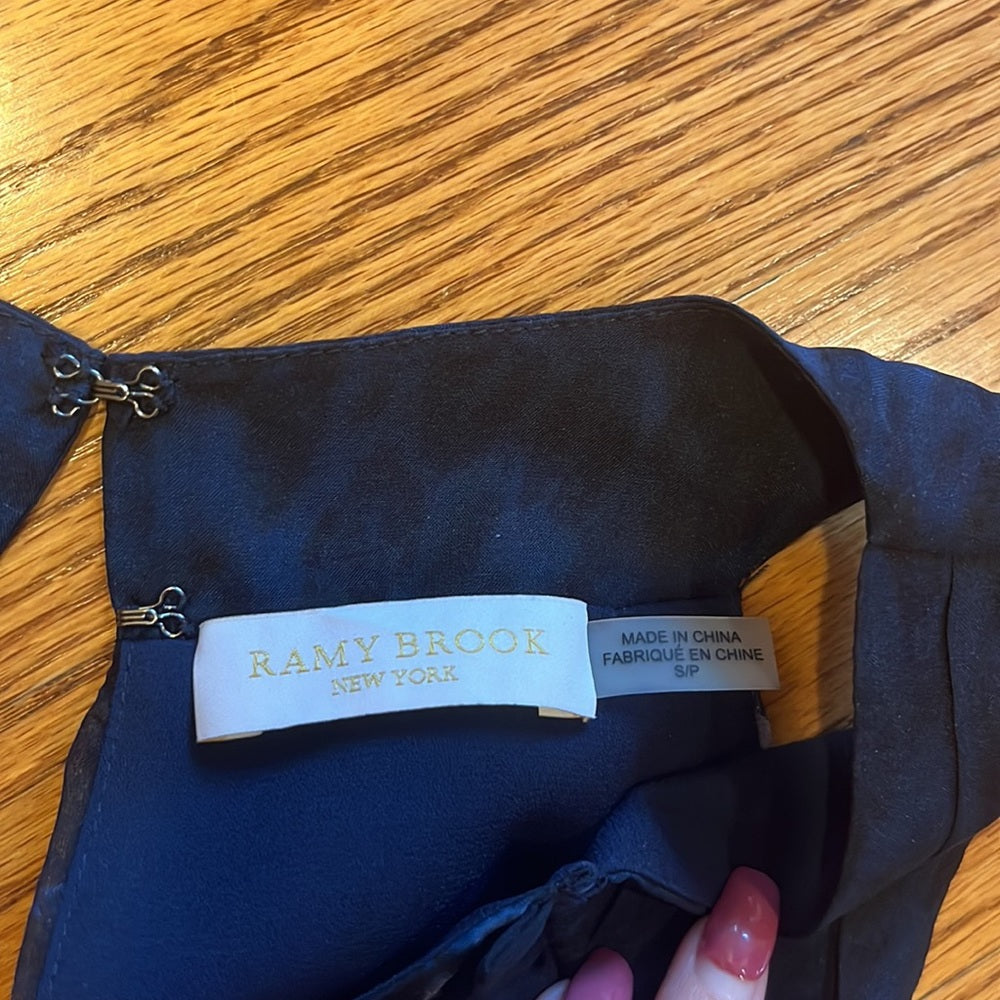 RAMY BROOK
NEW YORK
MADE IN CHINA
FABRIQUÉ EN CHINE
S/P